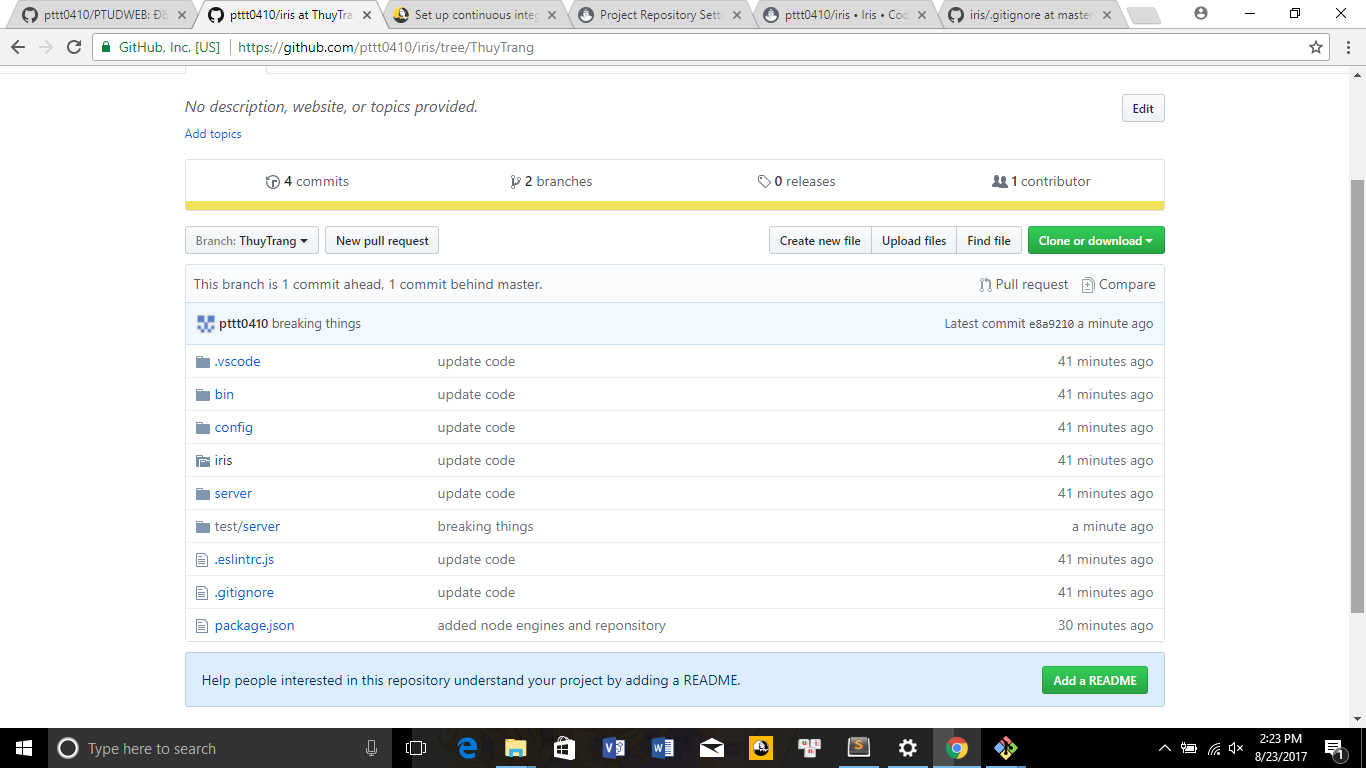 pttt0410/PTUDWEB: Đồ
pttt0410/iris at ThuyTra
Set up continuous integ
Project Repository Setti
pttt0410/iris • Iris • Cod
iris/.gitignore at master
GitHub, Inc. [US] https://github.com/pttt0410/iris/tree/ThuyTrang
No description, website, or topics provided.
Edit
Add topics
4 commits
2 branches
0 releases
1 contributor
Branch: ThuyTrang
New pull request
Create new file
Upload files
Find file
Clone or download
This branch is 1 commit ahead, 1 commit behind master.
Pull request
Compare
pttt0410 breaking things
Latest commit e8a9210 a minute ago
.vscode update code 41 minutes ago
bin update code 41 minutes ago
config update code 41 minutes ago
iris update code 41 minutes ago
server update code 41 minutes ago
test/server breaking things a minute ago
.eslintrc.js update code 41 minutes ago
.gitignore update code 41 minutes ago
package.json added node engines and reponsitory 30 minutes ago
Help people interested in this repository understand your project by adding a README.
Add a README
Type here to search
2:23 PM
8/23/2017
1